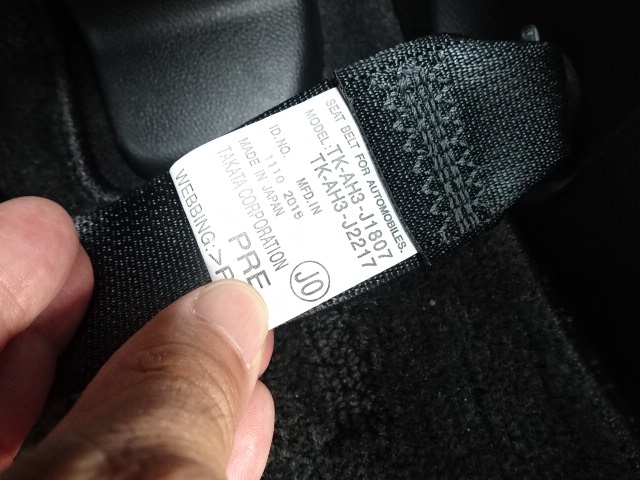 SEAT BELT FOR AUTOMOBILES.
MODEL:TK-AH3-J1807
TK-AH3-J2217
ID.NO. MFD.IN
1110 2016
MADE IN JAPAN
TAKATA CORPORATION
PRE
J0
WEBBING:>P